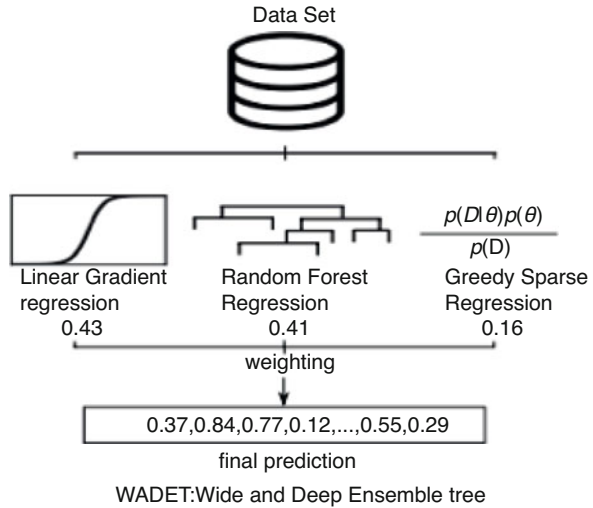 Data Set
p(D|θ)p(θ)
p(D)
Linear Gradient
regression
0.43
Random Forest
Regression
0.41
Greedy Sparse
Regression
0.16
weighting
0.37,0.84,0.77,0.12,...,0.55,0.29
final prediction
WADET:Wide and Deep Ensemble tree